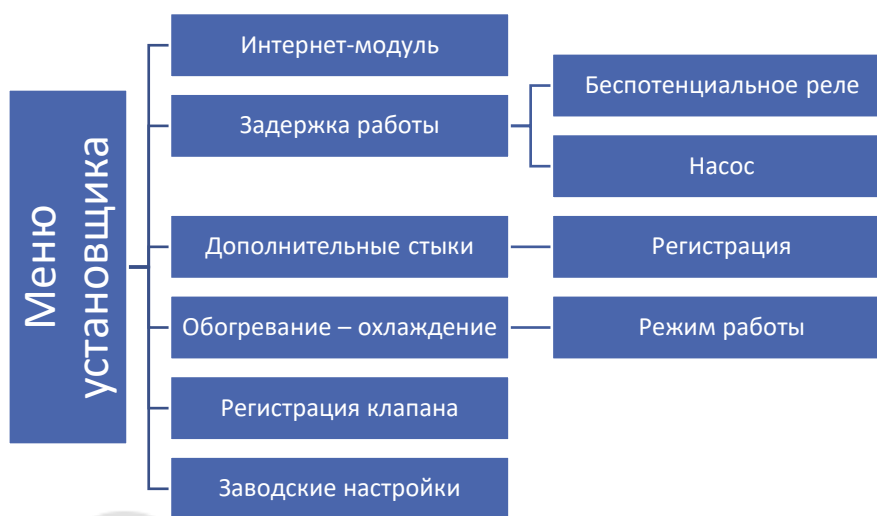 Меню
установщика
Интернет-модуль
Задержка работы
Беспотенциальное реле
Насос
Дополнительные стыки
Регистрация
Обогревание – охлаждение
Режим работы
Регистрация клапана
Заводские настройки